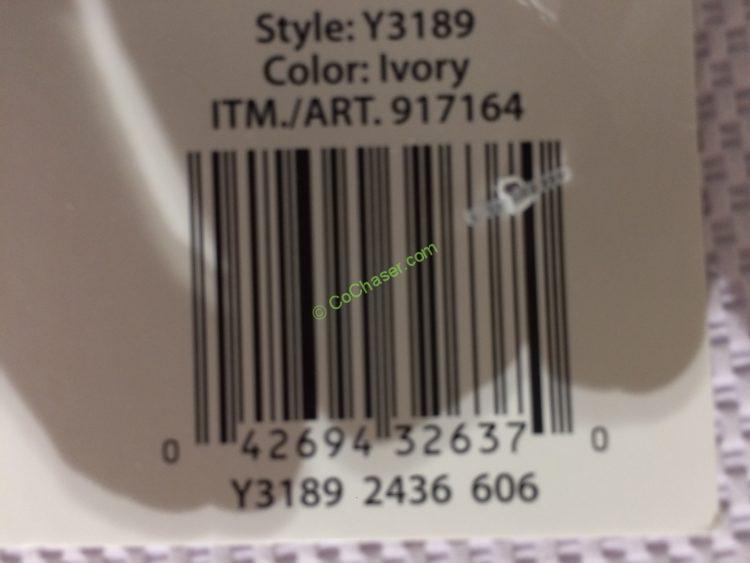 Style: Y3189
Color: Ivory
ITM./ART. 917164
© CoChaser.com
0 42694 32637 0
Y3189 2436 606